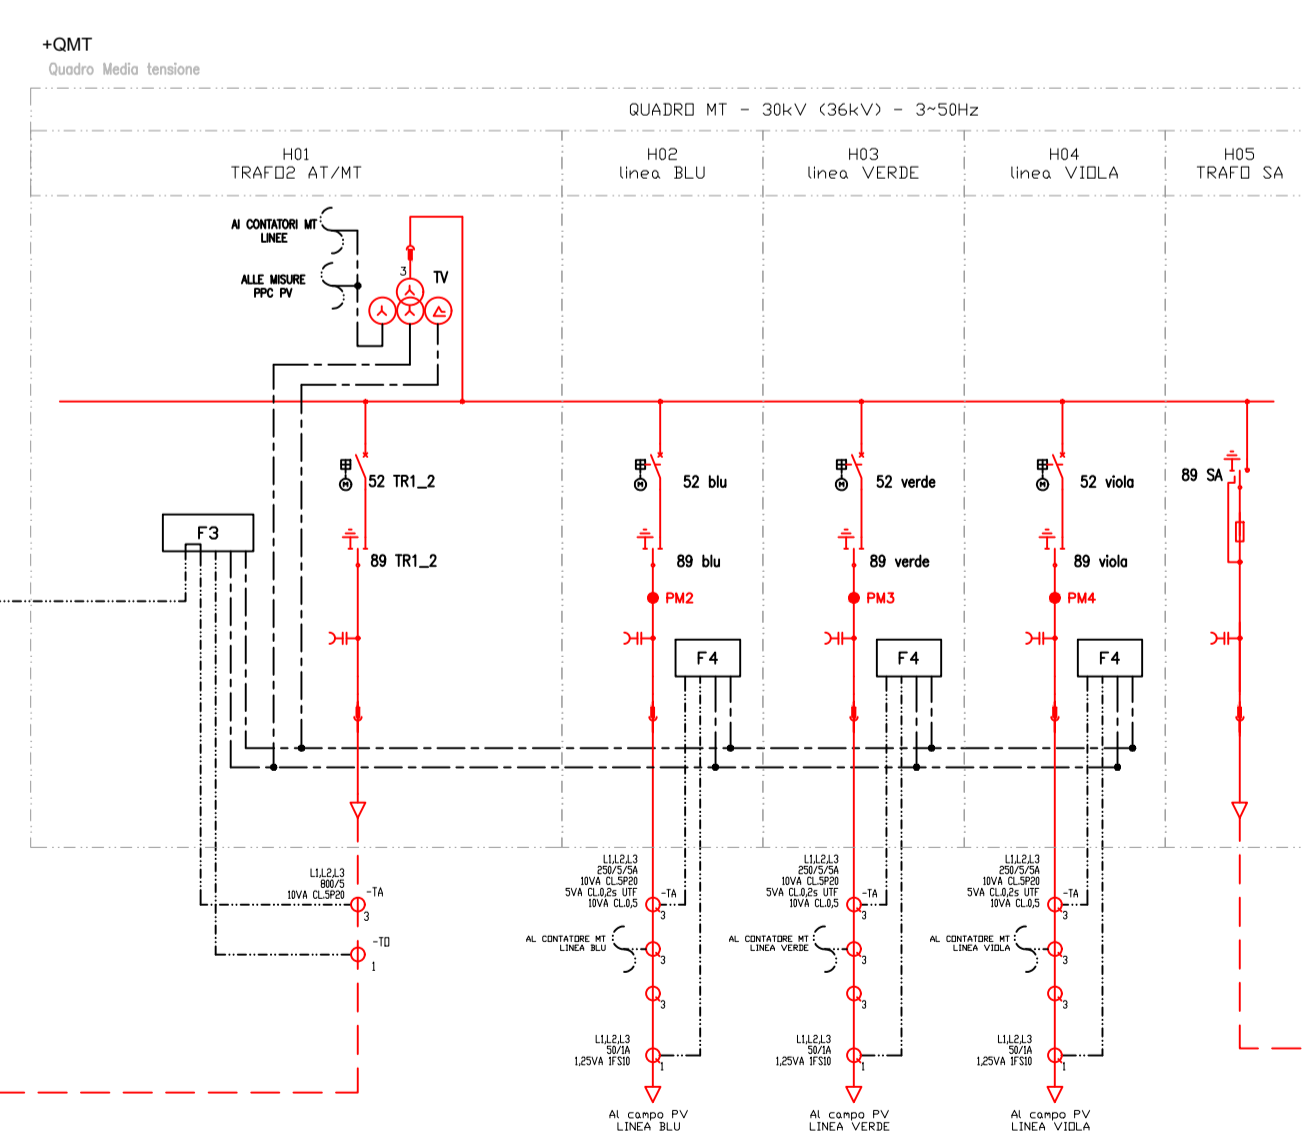 +QMT
Quadro Media tensione
QUADRO MT - 30kV (36kV) - 3~50Hz
H01
TRAFO2 AT/MT
H02
linea BLU
H03
linea VERDE
H04
linea VIOLA
H05
TRAFO SA
AI CONTATORI MT
LINEE
ALLE MISURE
PPC PV
3
TV
52 TR1_2
M
52 blu
M
52 verde
M
52 viola
M
89 SA
F3
89 TR1_2
89 blu
89 verde
89 viola
PM2
PM3
PM4
F4
F4
F4
L1,L2,L3
800/5
10VA CL.5P20
-TA
3
-TO
1
L1,L2,L3
250/5/5A
10VA CL.5P20
5VA CL.0,2s UTF
10VA CL.0,5
-TA
3
AL CONTATORE MT
LINEA BLU
3
3
L1,L2,L3
50/1A
1,25VA 1FS10
1
Al campo PV
LINEA BLU
L1,L2,L3
250/5/5A
10VA CL.5P20
5VA CL.0,2s UTF
10VA CL.0,5
-TA
3
AL CONTATORE MT
LINEA VERDE
3
3
L1,L2,L3
50/1A
1,25VA 1FS10
1
Al campo PV
LINEA VERDE
L1,L2,L3
250/5/5A
10VA CL.5P20
5VA CL.0,2s UTF
10VA CL.0,5
-TA
3
AL CONTATORE MT
LINEA VIOLA
3
3
L1,L2,L3
50/1A
1,25VA 1FS10
1
Al campo PV
LINEA VIOLA